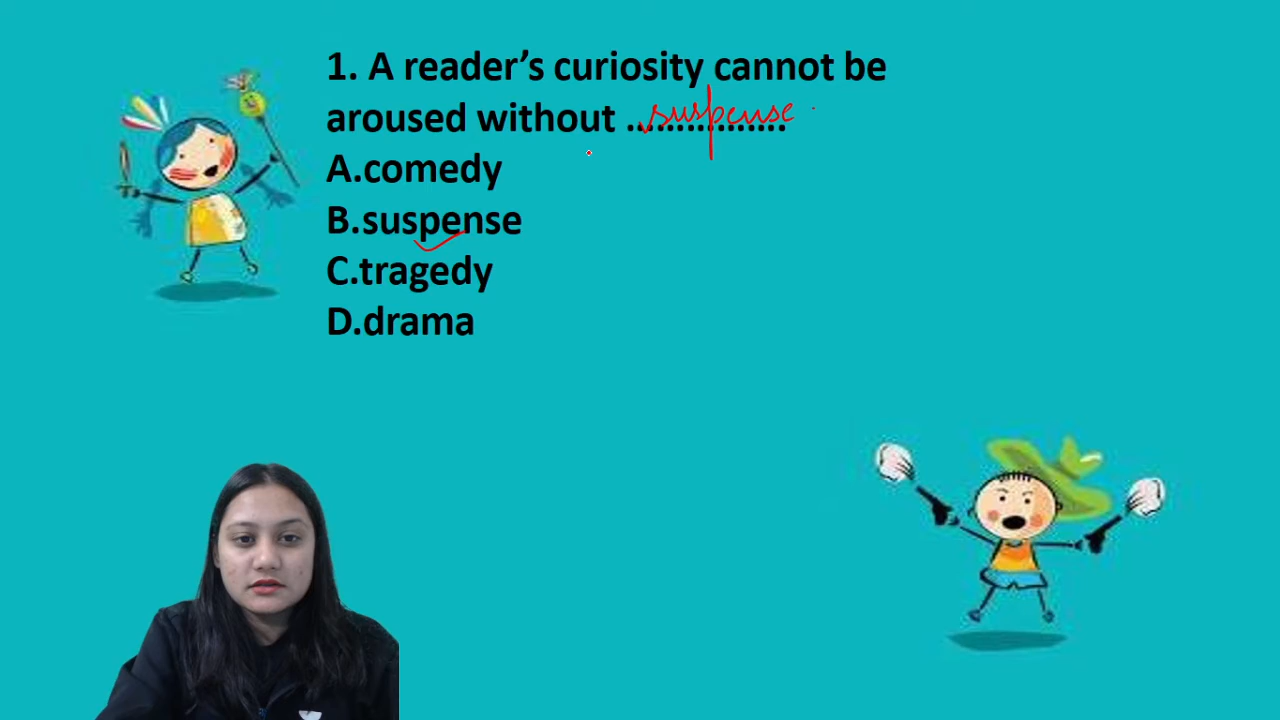 1. A reader’s curiosity cannot be
aroused without ................ suspense
A.comedy
B.suspense
C.tragedy
D.drama